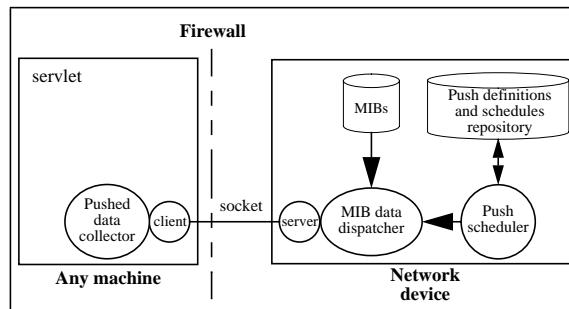 Firewall
servlet
MIBs
Push definitions
and schedules
repository
Pushed
data
collector
client
socket
server
MIB data
dispatcher
Push
scheduler
Any machine
Network
device